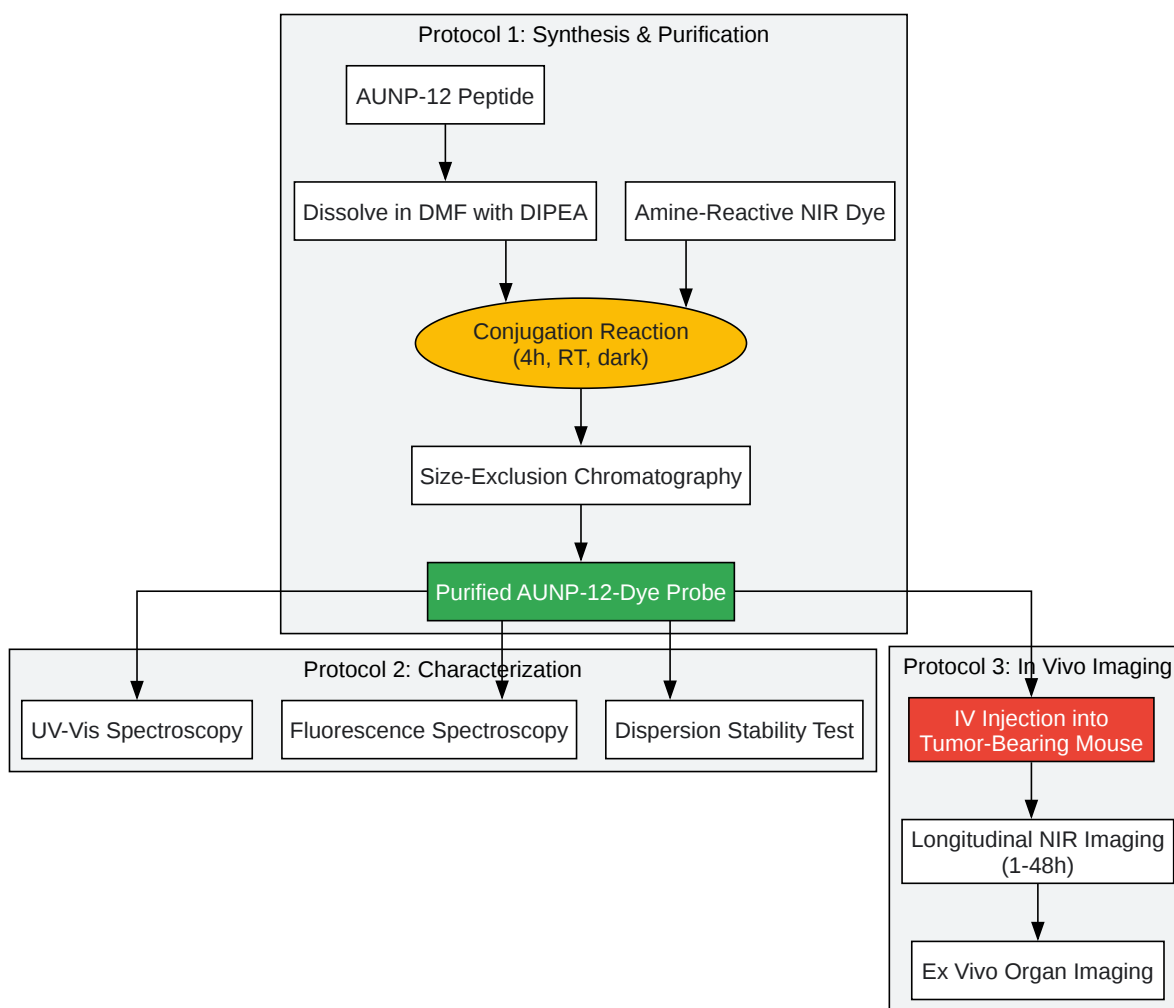 Protocol 1: Synthesis & Purification
AUNP-12 Peptide
Dissolve in DMF with DIPEA
Amine-Reactive NIR Dye
Conjugation Reaction
(4h, RT, dark)
Size-Exclusion Chromatography
Purified AUNP-12-Dye Probe
Protocol 2: Characterization
UV-Vis Spectroscopy
Fluorescence Spectroscopy
Dispersion Stability Test
Protocol 3: In Vivo Imaging
IV Injection into
Tumor-Bearing Mouse
Longitudinal NIR Imaging
(1-48h)
Ex Vivo Organ Imaging